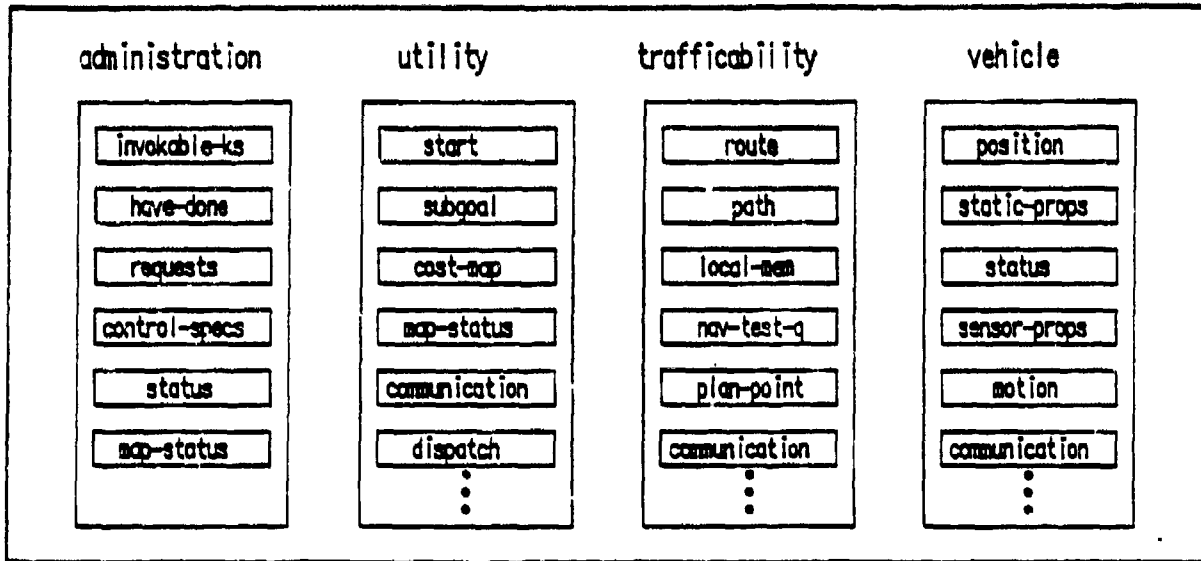 administration
invokable-ks
have-done
requests
control-specs
status
map-status
utility
start
subgoal
cost-map
map-status
communication
dispatch
trafficability
route
path
local-mem
nav-test-q
plan-point
communication
vehicle
position
static-props
status
sensor-props
motion
communication